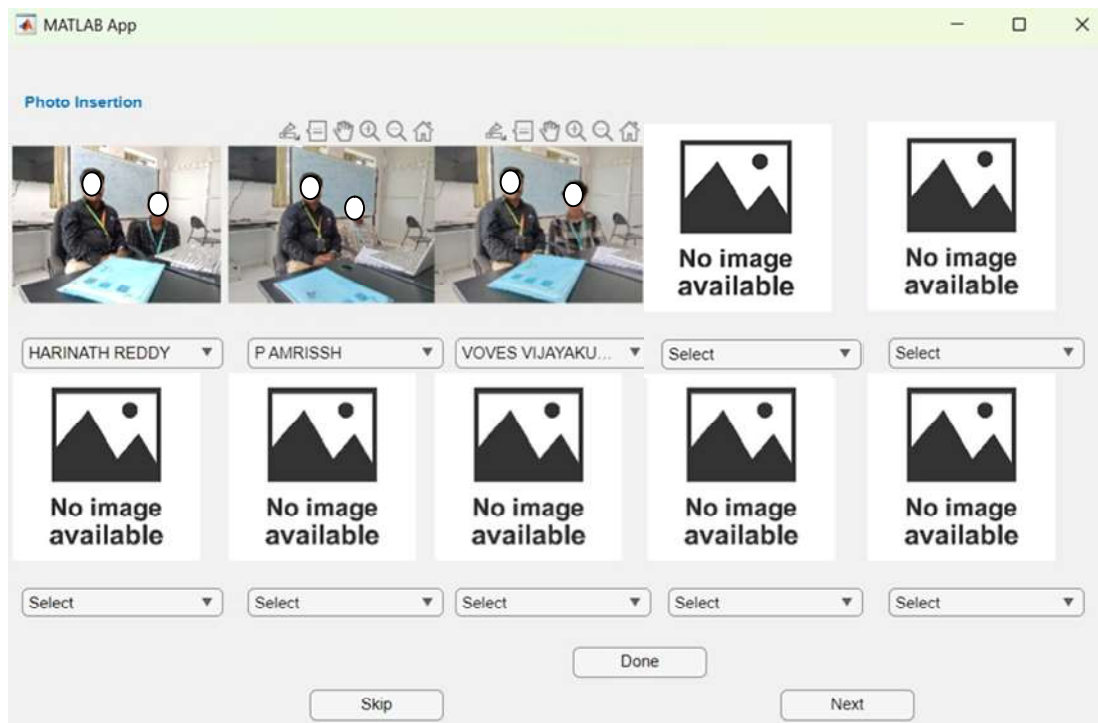 MATLAB App
Photo Insertion
No image
available
No image
available
HARINATH REDDY
P AMRISSH
VOVES VIJAYAKU...
Select
Select
No image
available
No image
available
No image
available
No image
available
No image
available
Select
Select
Select
Select
Select
Done
Skip
Next